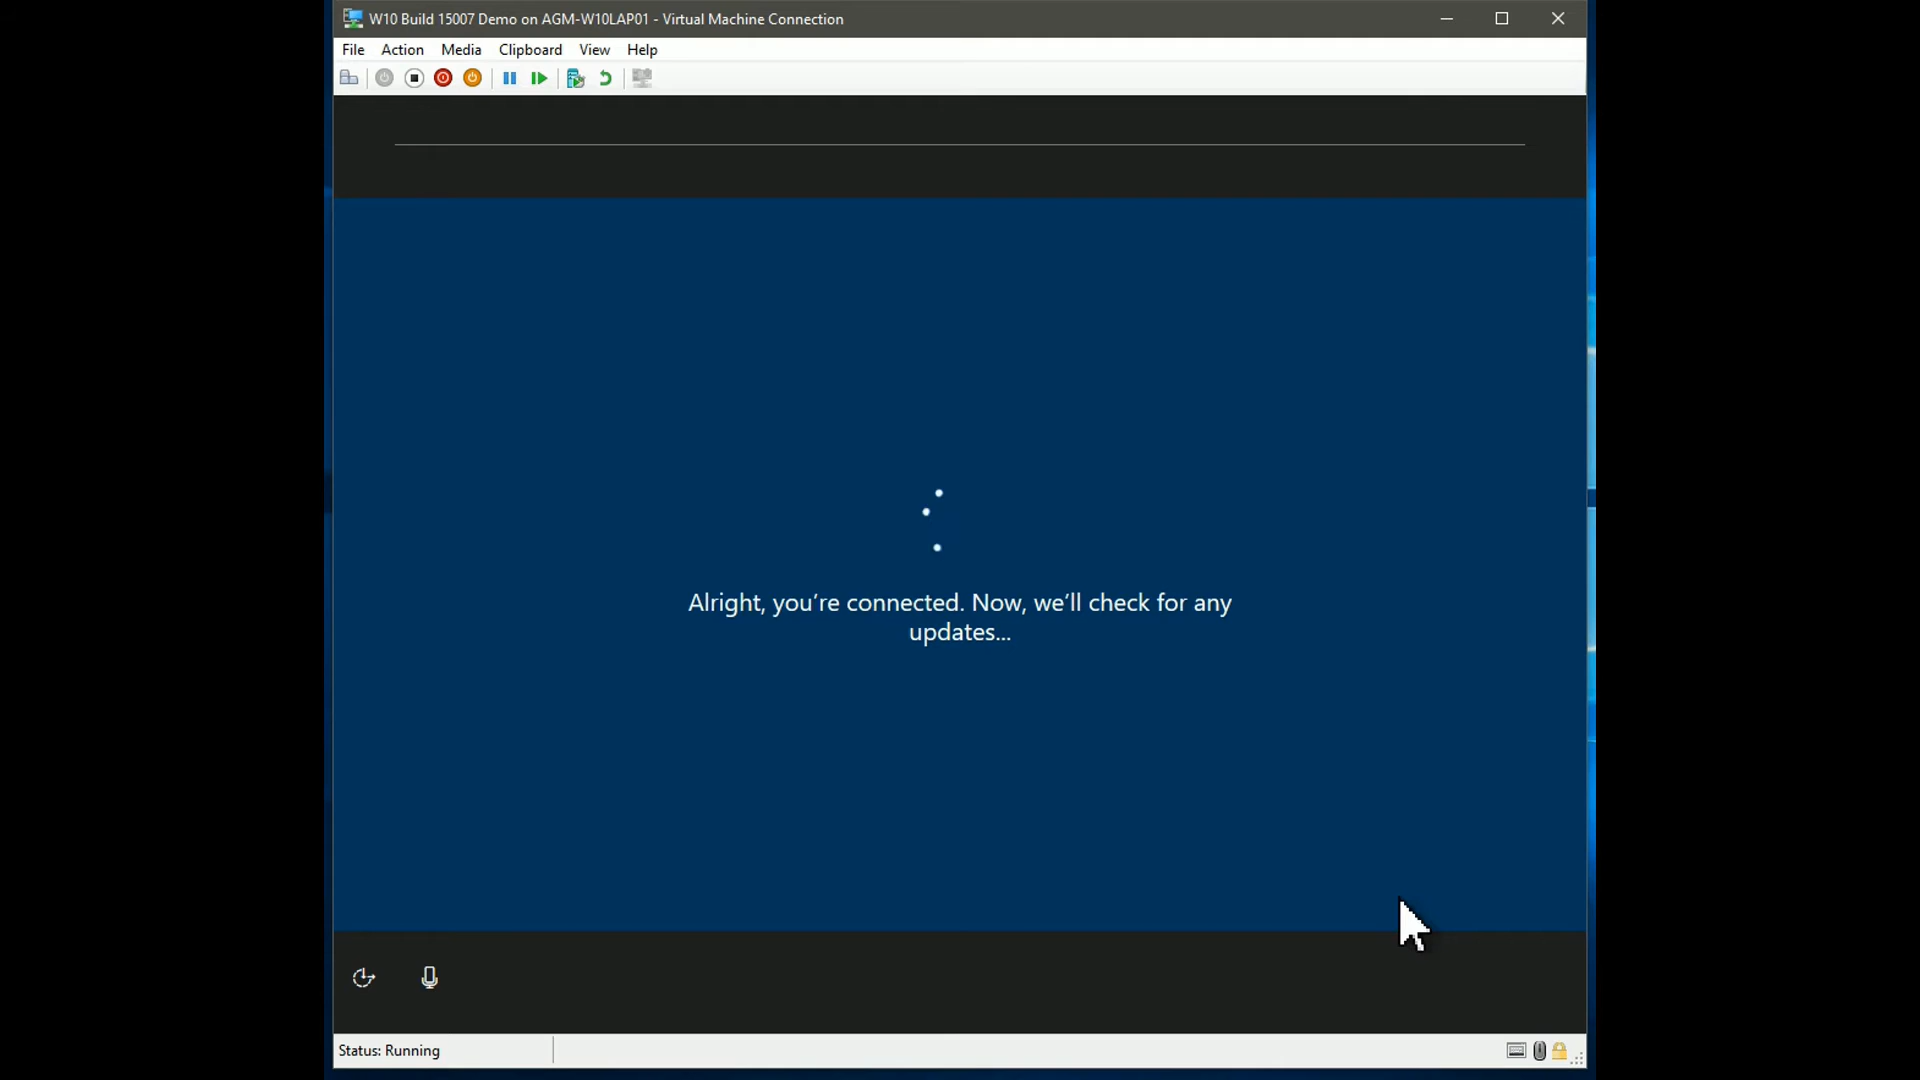 W10 Build 15007 Demo on AGM-W10LAP01 - Virtual Machine Connection
File Action Media Clipboard View Help
Alright, you’re connected. Now, we’ll check for any
updates...
Status: Running